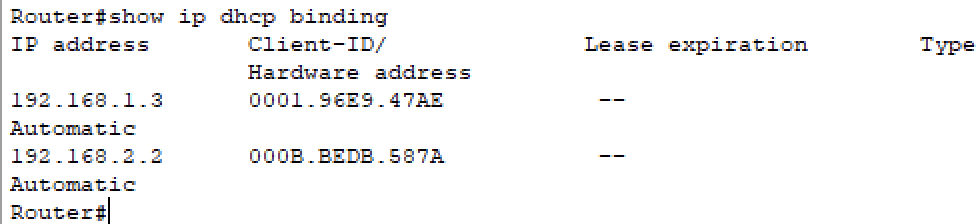 Router#show ip dhcp binding
IP address       Client-ID/              Lease expiration        Type
                 Hardware address
192.168.1.3      0001.96E9.47AE           --
Automatic
192.168.2.2      000B.BEDB.587A           --
Automatic
Router#